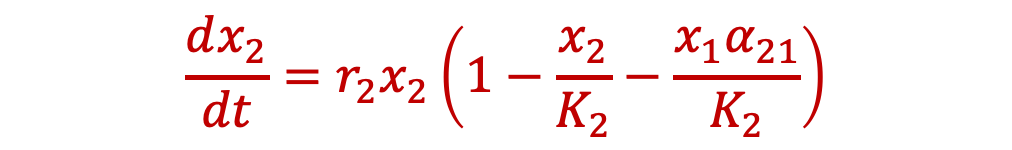 dx₂/dt = r₂x₂ (1 − x₂/K₂ − x₁α₂₁/K₂)